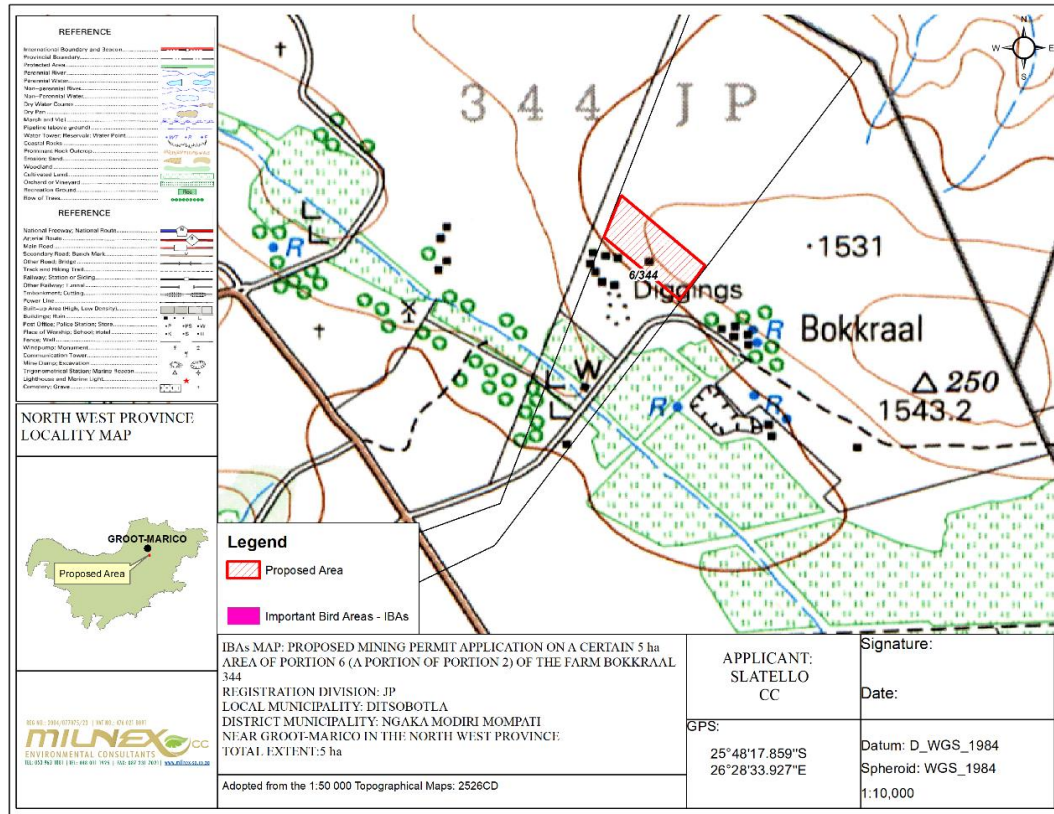 REFERENCE
International Boundary and Beacon
Provincial Boundary
Protected Area
Perennial River
Perennial Water
Non-perennial River
Non-Perennial Water
Dry Water Course
Dry Pan
Marsh and Vlei
Pipeline (above ground)
Water Tower; Reservoir; Water Point
Coastal Rocks
Prominent Rock Outcrop
Erosion; Sand
Woodland
Cultivated Land
Orchard or Vineyard
Recreation Ground
Row of Trees
REFERENCE
National Freeway; National Route
Arterial Route
Main Road
Secondary Road; Bench Mark
Other Road; Bridge
Track and Hiking Trail
Railway; Station or Siding
Other Railway; Tunnel
Embankment; Cutting
Power Line
Built-up Area (High, Low Density)
Buildings; Ruin
Post Office; Police Station; Store
Place of Worship; School; Hotel
Fence; Wall
Windpump; Monument
Communication Tower
Mine Dump; Excavation
Trigonometrical Station; Marine Beacon
Lighthouse and Marine Light
Cemetery; Grave
N
W
E
S
344 JP
R
6/344
Diggings
1531
Bokkraal
R
W
250
1543.2
R
R
NORTH WEST PROVINCE
LOCALITY MAP
GROOT-MARICO
Proposed Area
Legend
Proposed Area
Important Bird Areas - IBAs
IBAs MAP: PROPOSED MINING PERMIT APPLICATION ON A CERTAIN 5 ha
AREA OF PORTION 6 (A PORTION OF PORTION 2) OF THE FARM BOKKRAAL
344
REGISTRATION DIVISION: JP
LOCAL MUNICIPALITY: DITSOBOTLA
DISTRICT MUNICIPALITY: NGAKA MODIRI MOMPATI
NEAR GROOT-MARICO IN THE NORTH WEST PROVINCE
TOTAL EXTENT:5 ha
Adopted from the 1:50 000 Topographical Maps: 2526CD
APPLICANT:
SLATELLO
CC
GPS:
25°48'17.859"S
26°28'33.927"E
Signature:
Date:
Datum: D_WGS_1984
Spheroid: WGS_1984
1:10,000
MILNEX CC
ENVIRONMENTAL CONSULTANTS